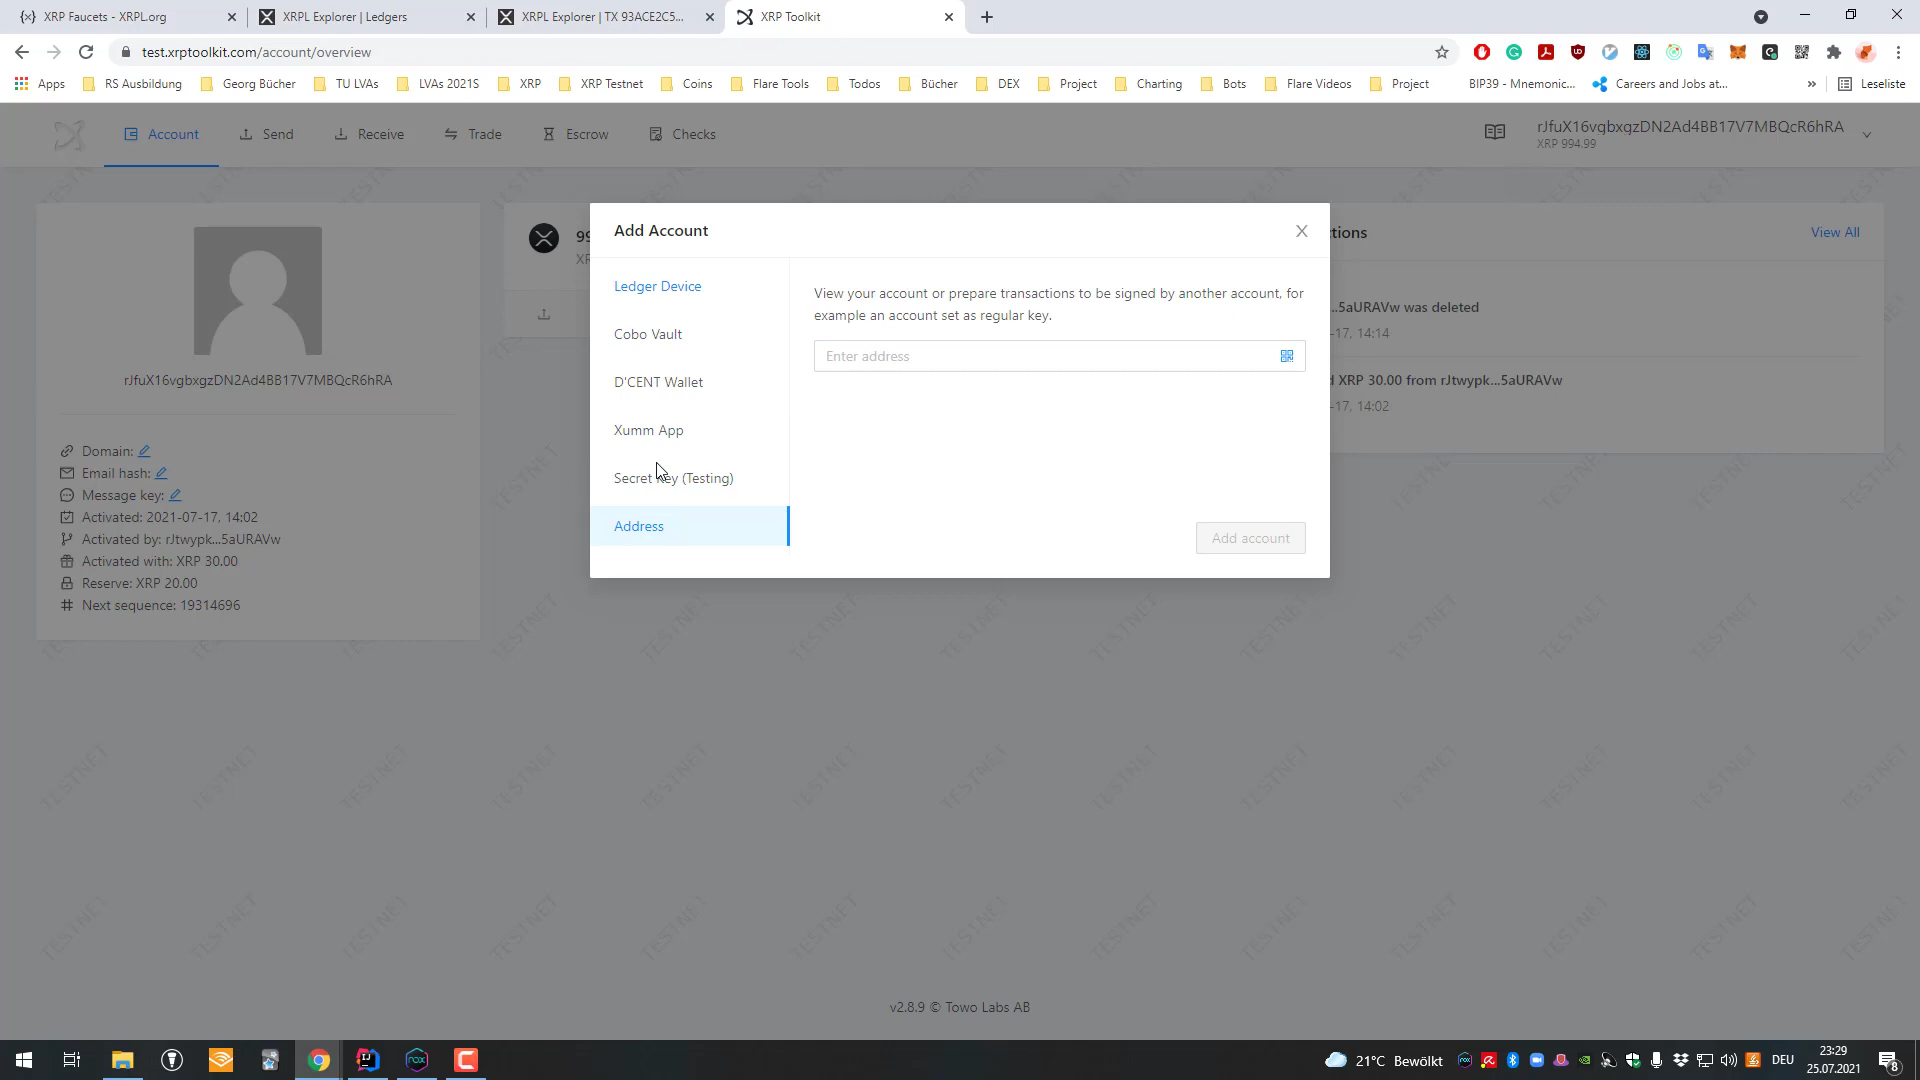 XRP Faucets - XRPL.org
XRPL Explorer | Ledgers
XRPL Explorer | TX 93ACE2C5...
XRP Toolkit
test.xrptoolkit.com/account/overview
Apps
RS Ausbildung
Georg Bücher
TU LVAs
LVAs 2021S
XRP
XRP Testnet
Coins
Flare Tools
Todos
Bücher
DEX
Project
Charting
Bots
Flare Videos
Project
BIP39 - Mnemonic...
Careers and Jobs at...
»
Leseliste
Account
Send
Receive
Trade
Escrow
Checks
rJfuX16vgbxgzDN2Ad4BB17V7MBQcR6hRA
XRP 994.99
Add Account
Ledger Device
Cobo Vault
D'CENT Wallet
Xumm App
Secret Key (Testing)
Address
View your account or prepare transactions to be signed by another account, for
example an account set as regular key.
Enter address
Add account
rJfuX16vgbxgzDN2Ad4BB17V7MBQcR6hRA
Domain:
Email hash:
Message key:
Activated: 2021-07-17, 14:02
Activated by: rJtwypk...5aURAVw
Activated with: XRP 30.00
Reserve: XRP 20.00
Next sequence: 19314696
99
XR
tions
View All
.5aURAVw was deleted
-17, 14:14
d XRP 30.00 from rJtwypk...5aURAVw
-17, 14:02
TESTNET
v2.8.9 © Towo Labs AB
21°C Bewölkt
DEU
23:29
25.07.2021
8